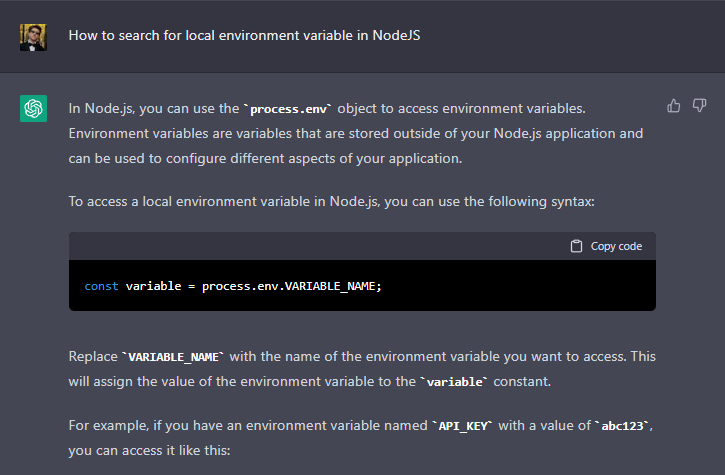 How to search for local environment variable in NodeJS
In Node.js, you can use the `process.env` object to access environment variables.
Environment variables are variables that are stored outside of your Node.js application and
can be used to configure different aspects of your application.
To access a local environment variable in Node.js, you can use the following syntax:
Copy code
const variable = process.env.VARIABLE_NAME;
Replace `VARIABLE_NAME` with the name of the environment variable you want to access. This
will assign the value of the environment variable to the `variable` constant.
For example, if you have an environment variable named `API_KEY` with a value of `abc123`,
you can access it like this: